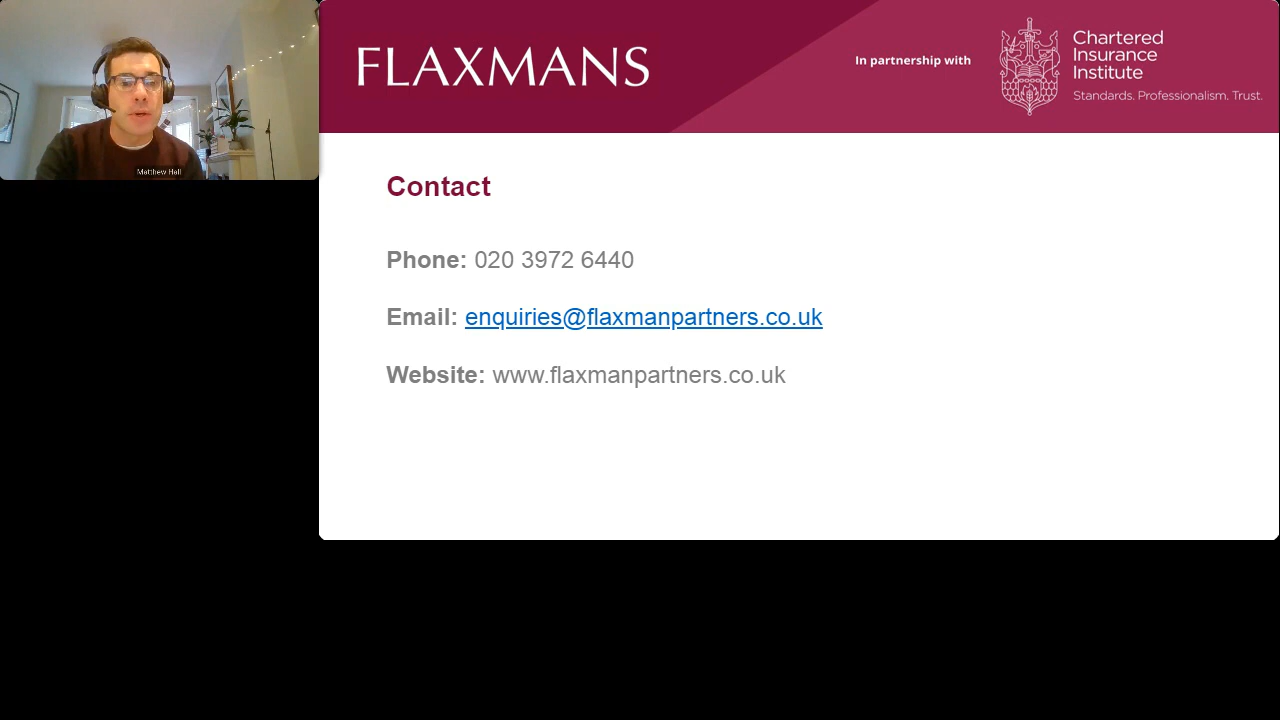 Matthew Hall
FLAXMANS
In partnership with
Chartered
Insurance
Institute
Standards. Professionalism. Trust.
Contact
Phone: 020 3972 6440
Email: enquiries@flaxmanpartners.co.uk
Website: www.flaxmanpartners.co.uk